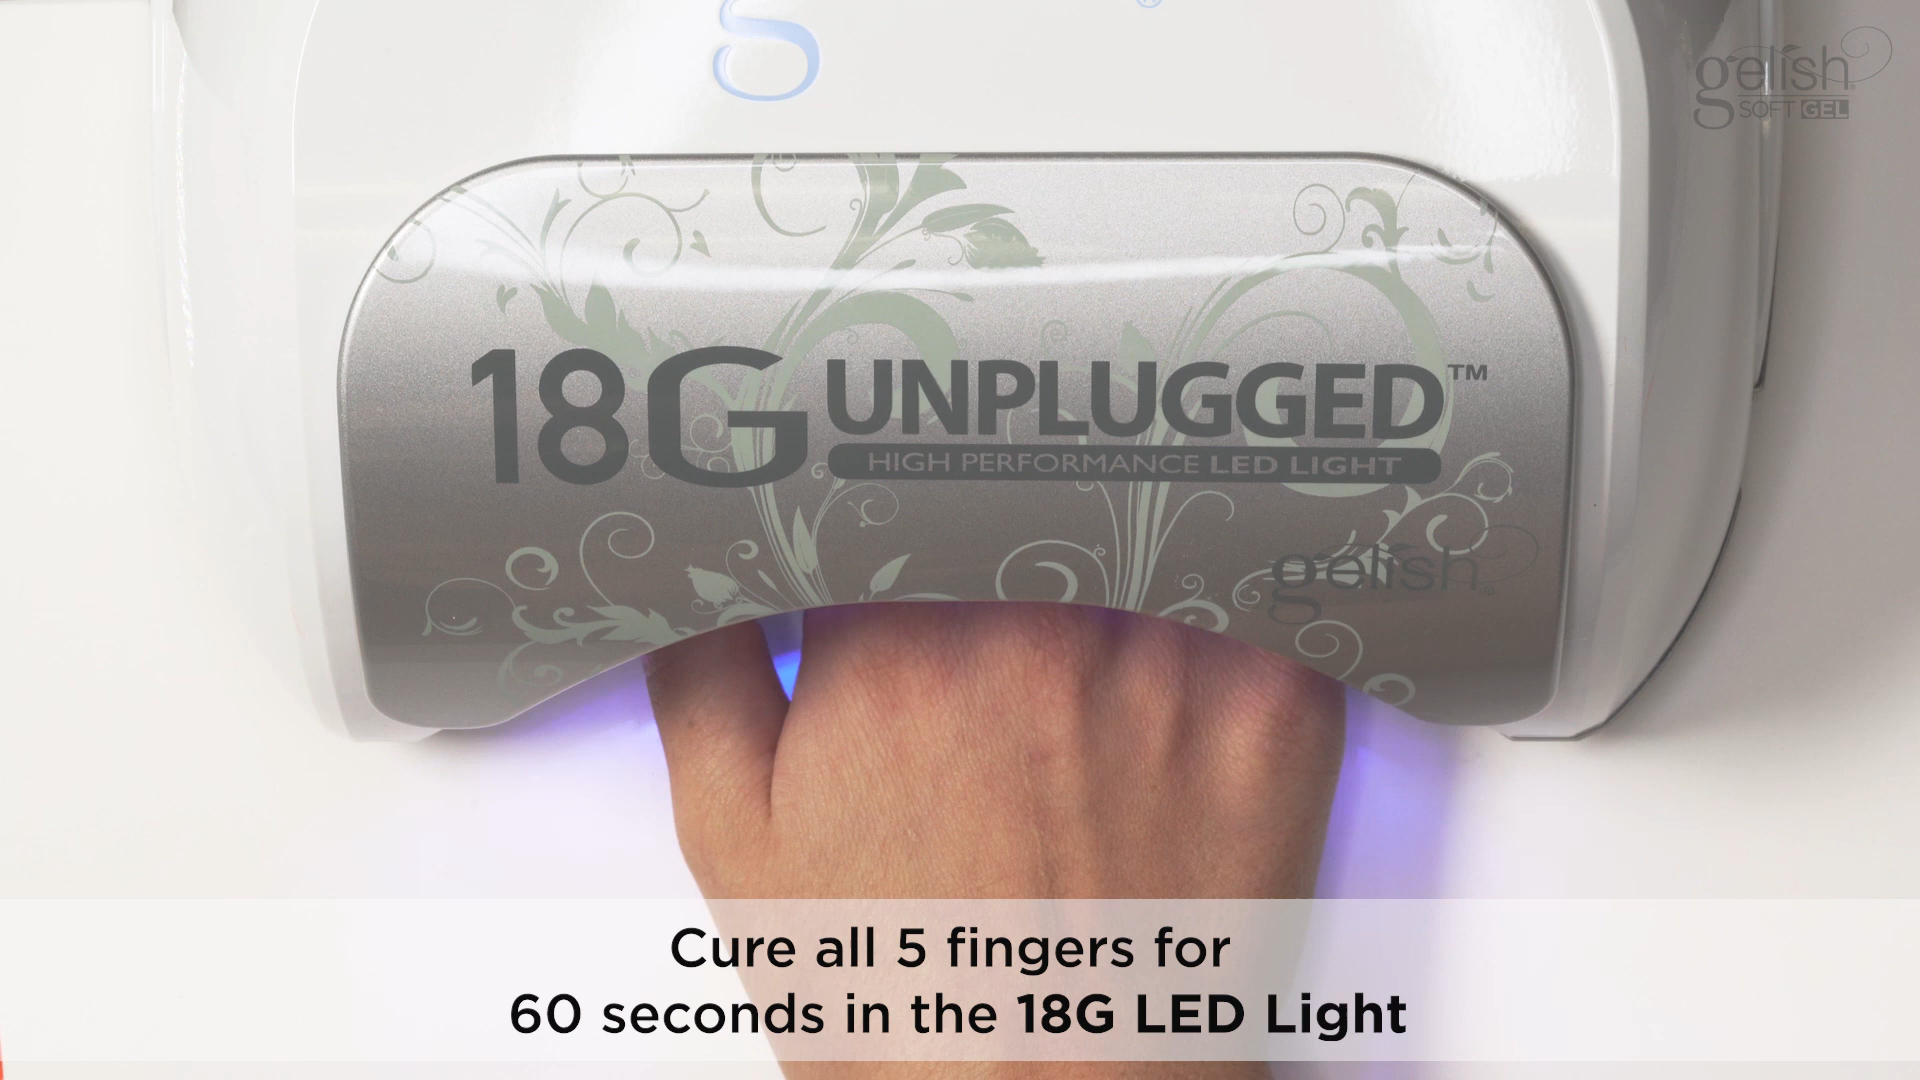 g ®
gelish®
SOFT GEL
18G UNPLUGGED™
HIGH PERFORMANCE LED LIGHT
gelish®
Cure all 5 fingers for
60 seconds in the 18G LED Light